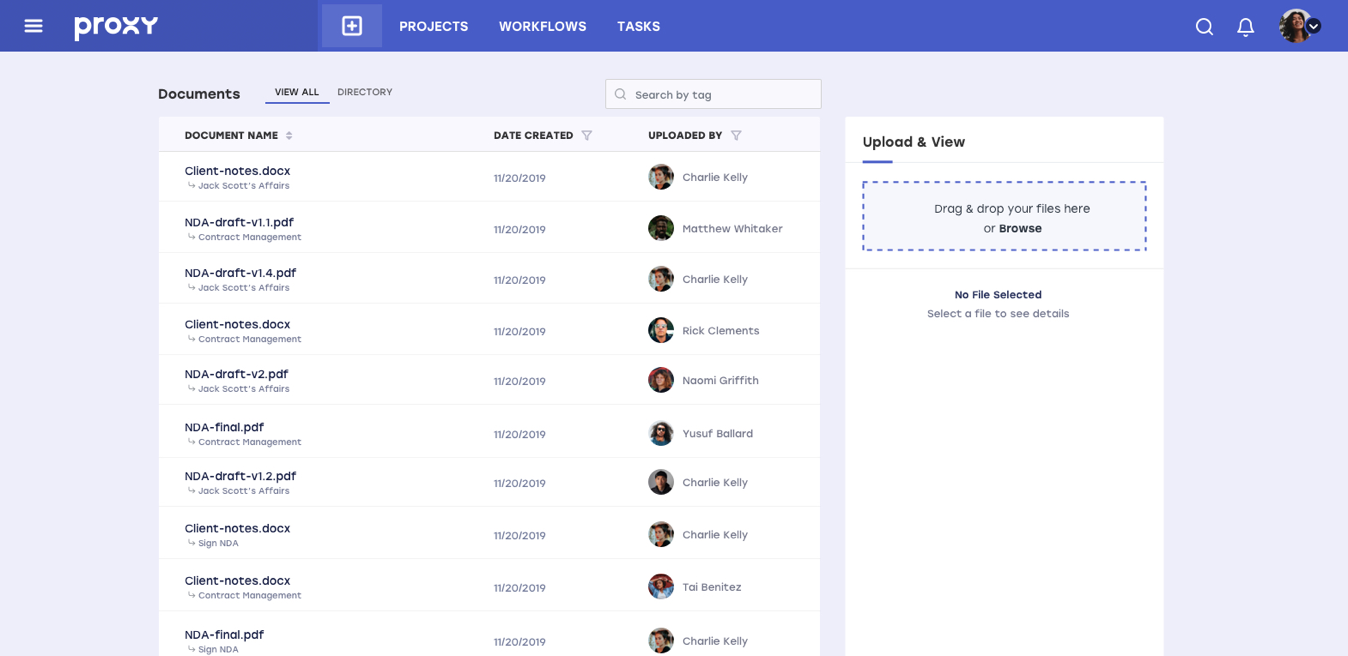 proxy
PROJECTS WORKFLOWS TASKS
Documents VIEW ALL DIRECTORY
Search by tag
DOCUMENT NAME DATE CREATED UPLOADED BY
Client-notes.docx
Jack Scott's Affairs
11/20/2019
Charlie Kelly
NDA-draft-v1.1.pdf
Contract Management
11/20/2019
Matthew Whitaker
NDA-draft-v1.4.pdf
Jack Scott's Affairs
11/20/2019
Charlie Kelly
Client-notes.docx
Contract Management
11/20/2019
Rick Clements
NDA-draft-v2.pdf
Jack Scott's Affairs
11/20/2019
Naomi Griffith
NDA-final.pdf
Contract Management
11/20/2019
Yusuf Ballard
NDA-draft-v1.2.pdf
Jack Scott's Affairs
11/20/2019
Charlie Kelly
Client-notes.docx
Sign NDA
11/20/2019
Charlie Kelly
Client-notes.docx
Contract Management
11/20/2019
Tai Benitez
NDA-final.pdf
Sign NDA
11/20/2019
Charlie Kelly
Upload & View
Drag & drop your files here
or Browse
No File Selected
Select a file to see details